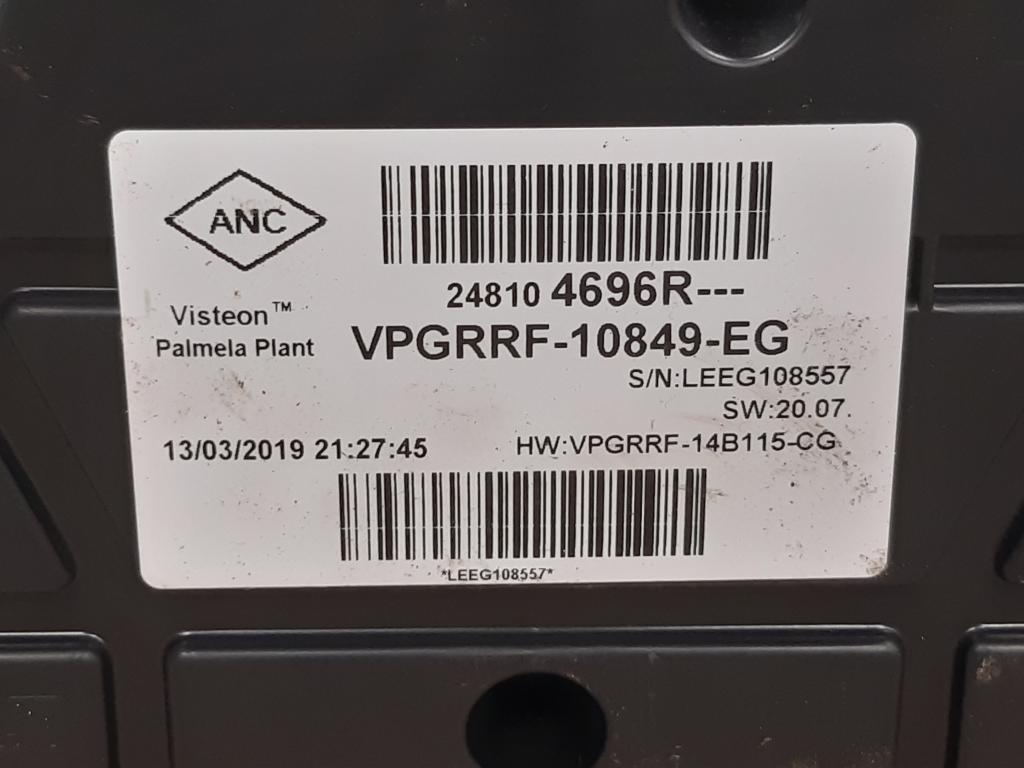 ANC
Visteon™
Palmela Plant
24810 4696R---
VPGRRF-10849-EG
S/N:LEEG108557
SW:20.07.
13/03/2019 21:27:45
HW:VPGRRF-14B115-CG
*LEEG108557*